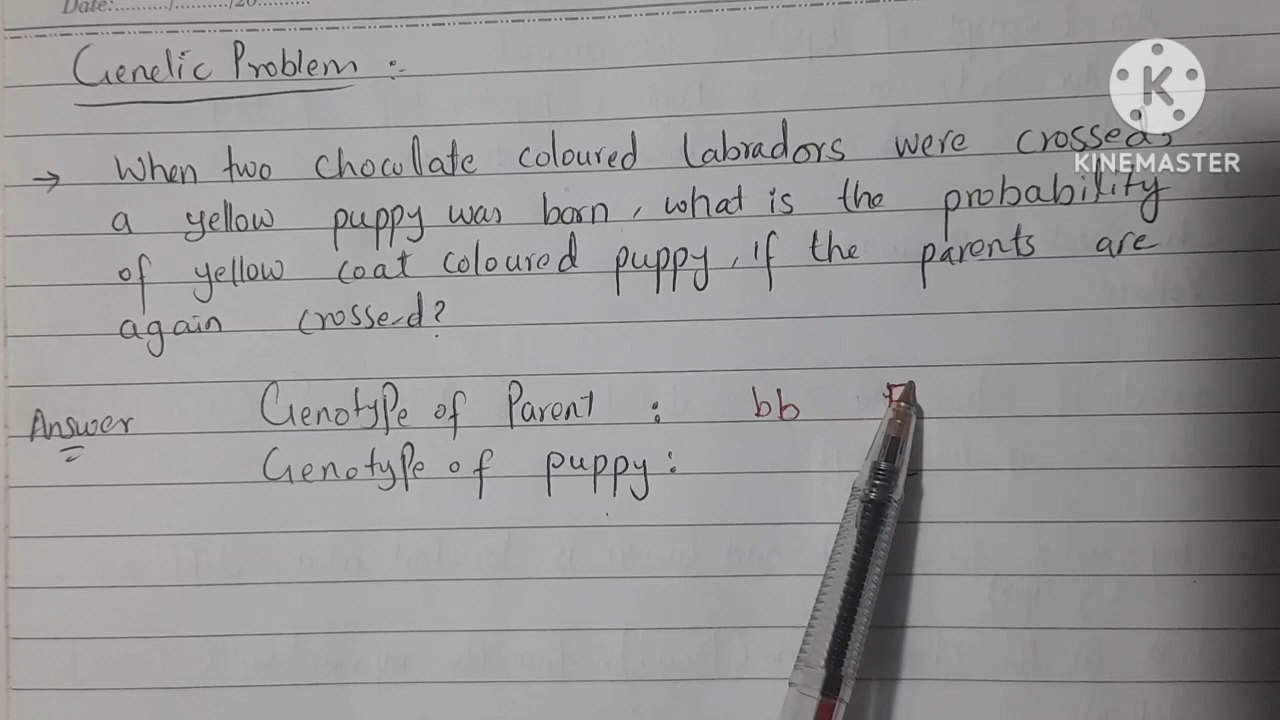 Date:........../.........../20..........
Genetic Problem :-
K
KINEMASTER
→ When two chocolate coloured Labradors were crossed,
a yellow puppy was born, what is the probability
of yellow coat coloured puppy, if the parents are
again crossed?
Answer Genotype of Parent : bb
Genotype of puppy: